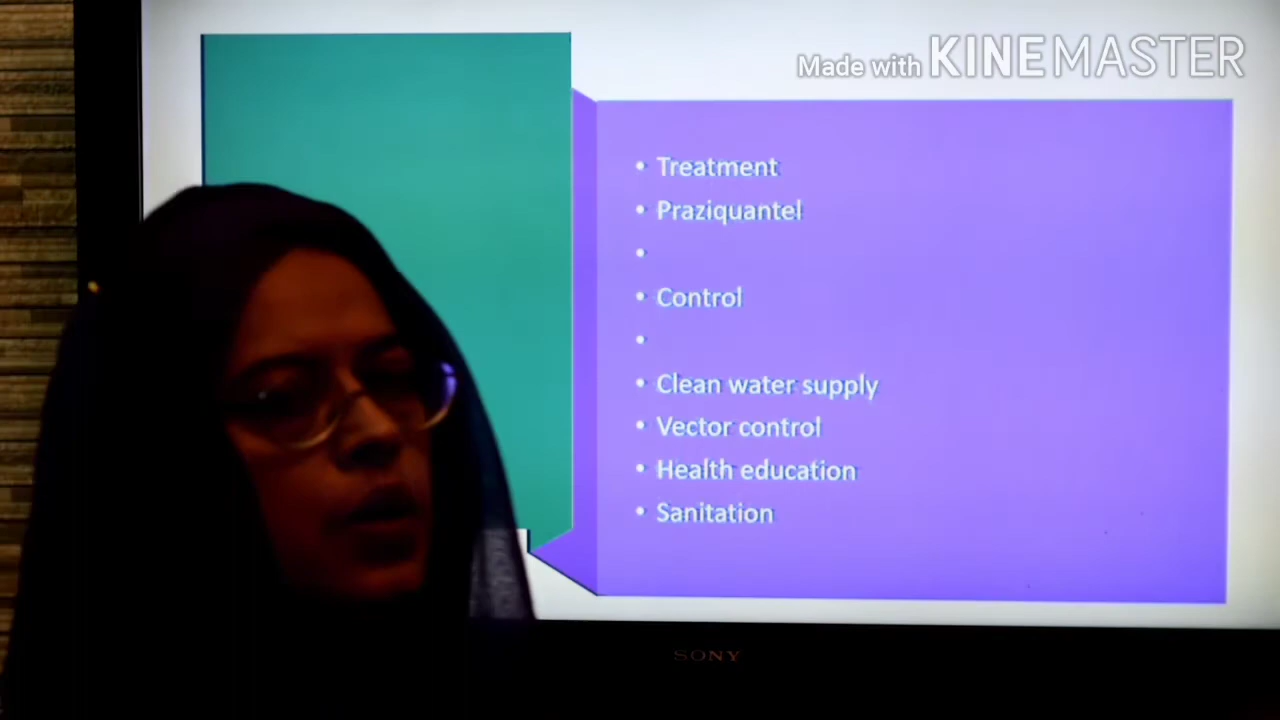 Made with KINEMASTER
• Treatment
• Praziquantel
•
• Control
•
• Clean water supply
• Vector control
• Health education
• Sanitation
SONY